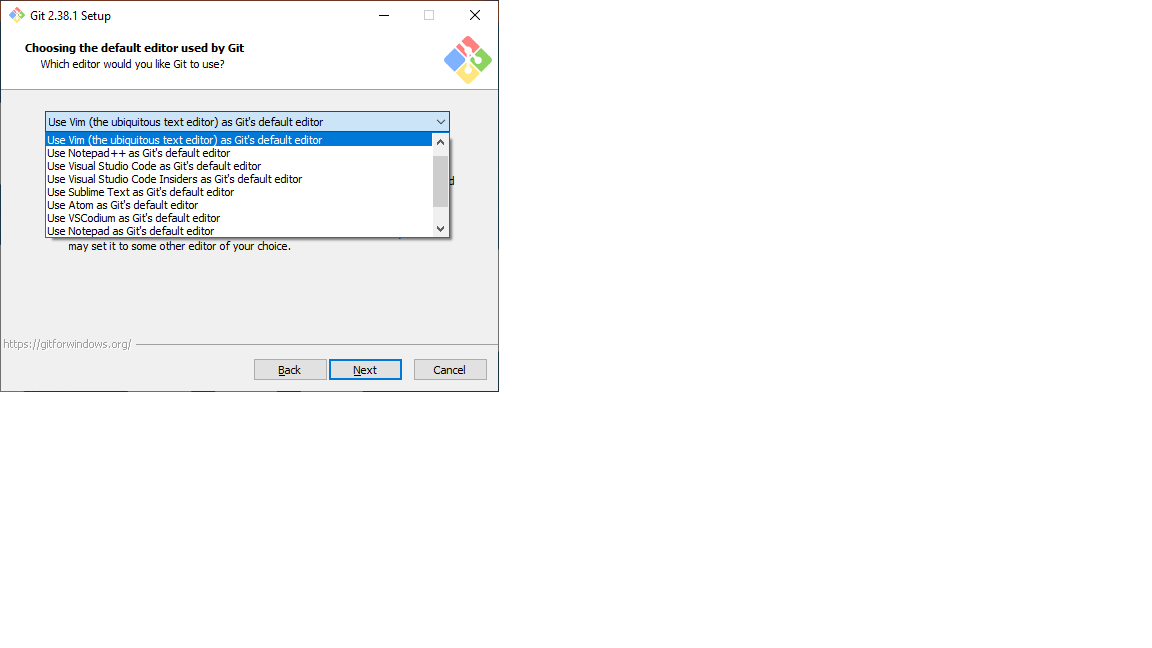 Git 2.38.1 Setup
Choosing the default editor used by Git
Which editor would you like Git to use?
Use Vim (the ubiquitous text editor) as Git's default editor
Use Vim (the ubiquitous text editor) as Git's default editor
Use Notepad++ as Git's default editor
Use Visual Studio Code as Git's default editor
Use Visual Studio Code Insiders as Git's default editor
Use Sublime Text as Git's default editor
Use Atom as Git's default editor
Use VSCodium as Git's default editor
Use Notepad as Git's default editor
may set it to some other editor of your choice.
https://gitforwindows.org/
Back
Next
Cancel